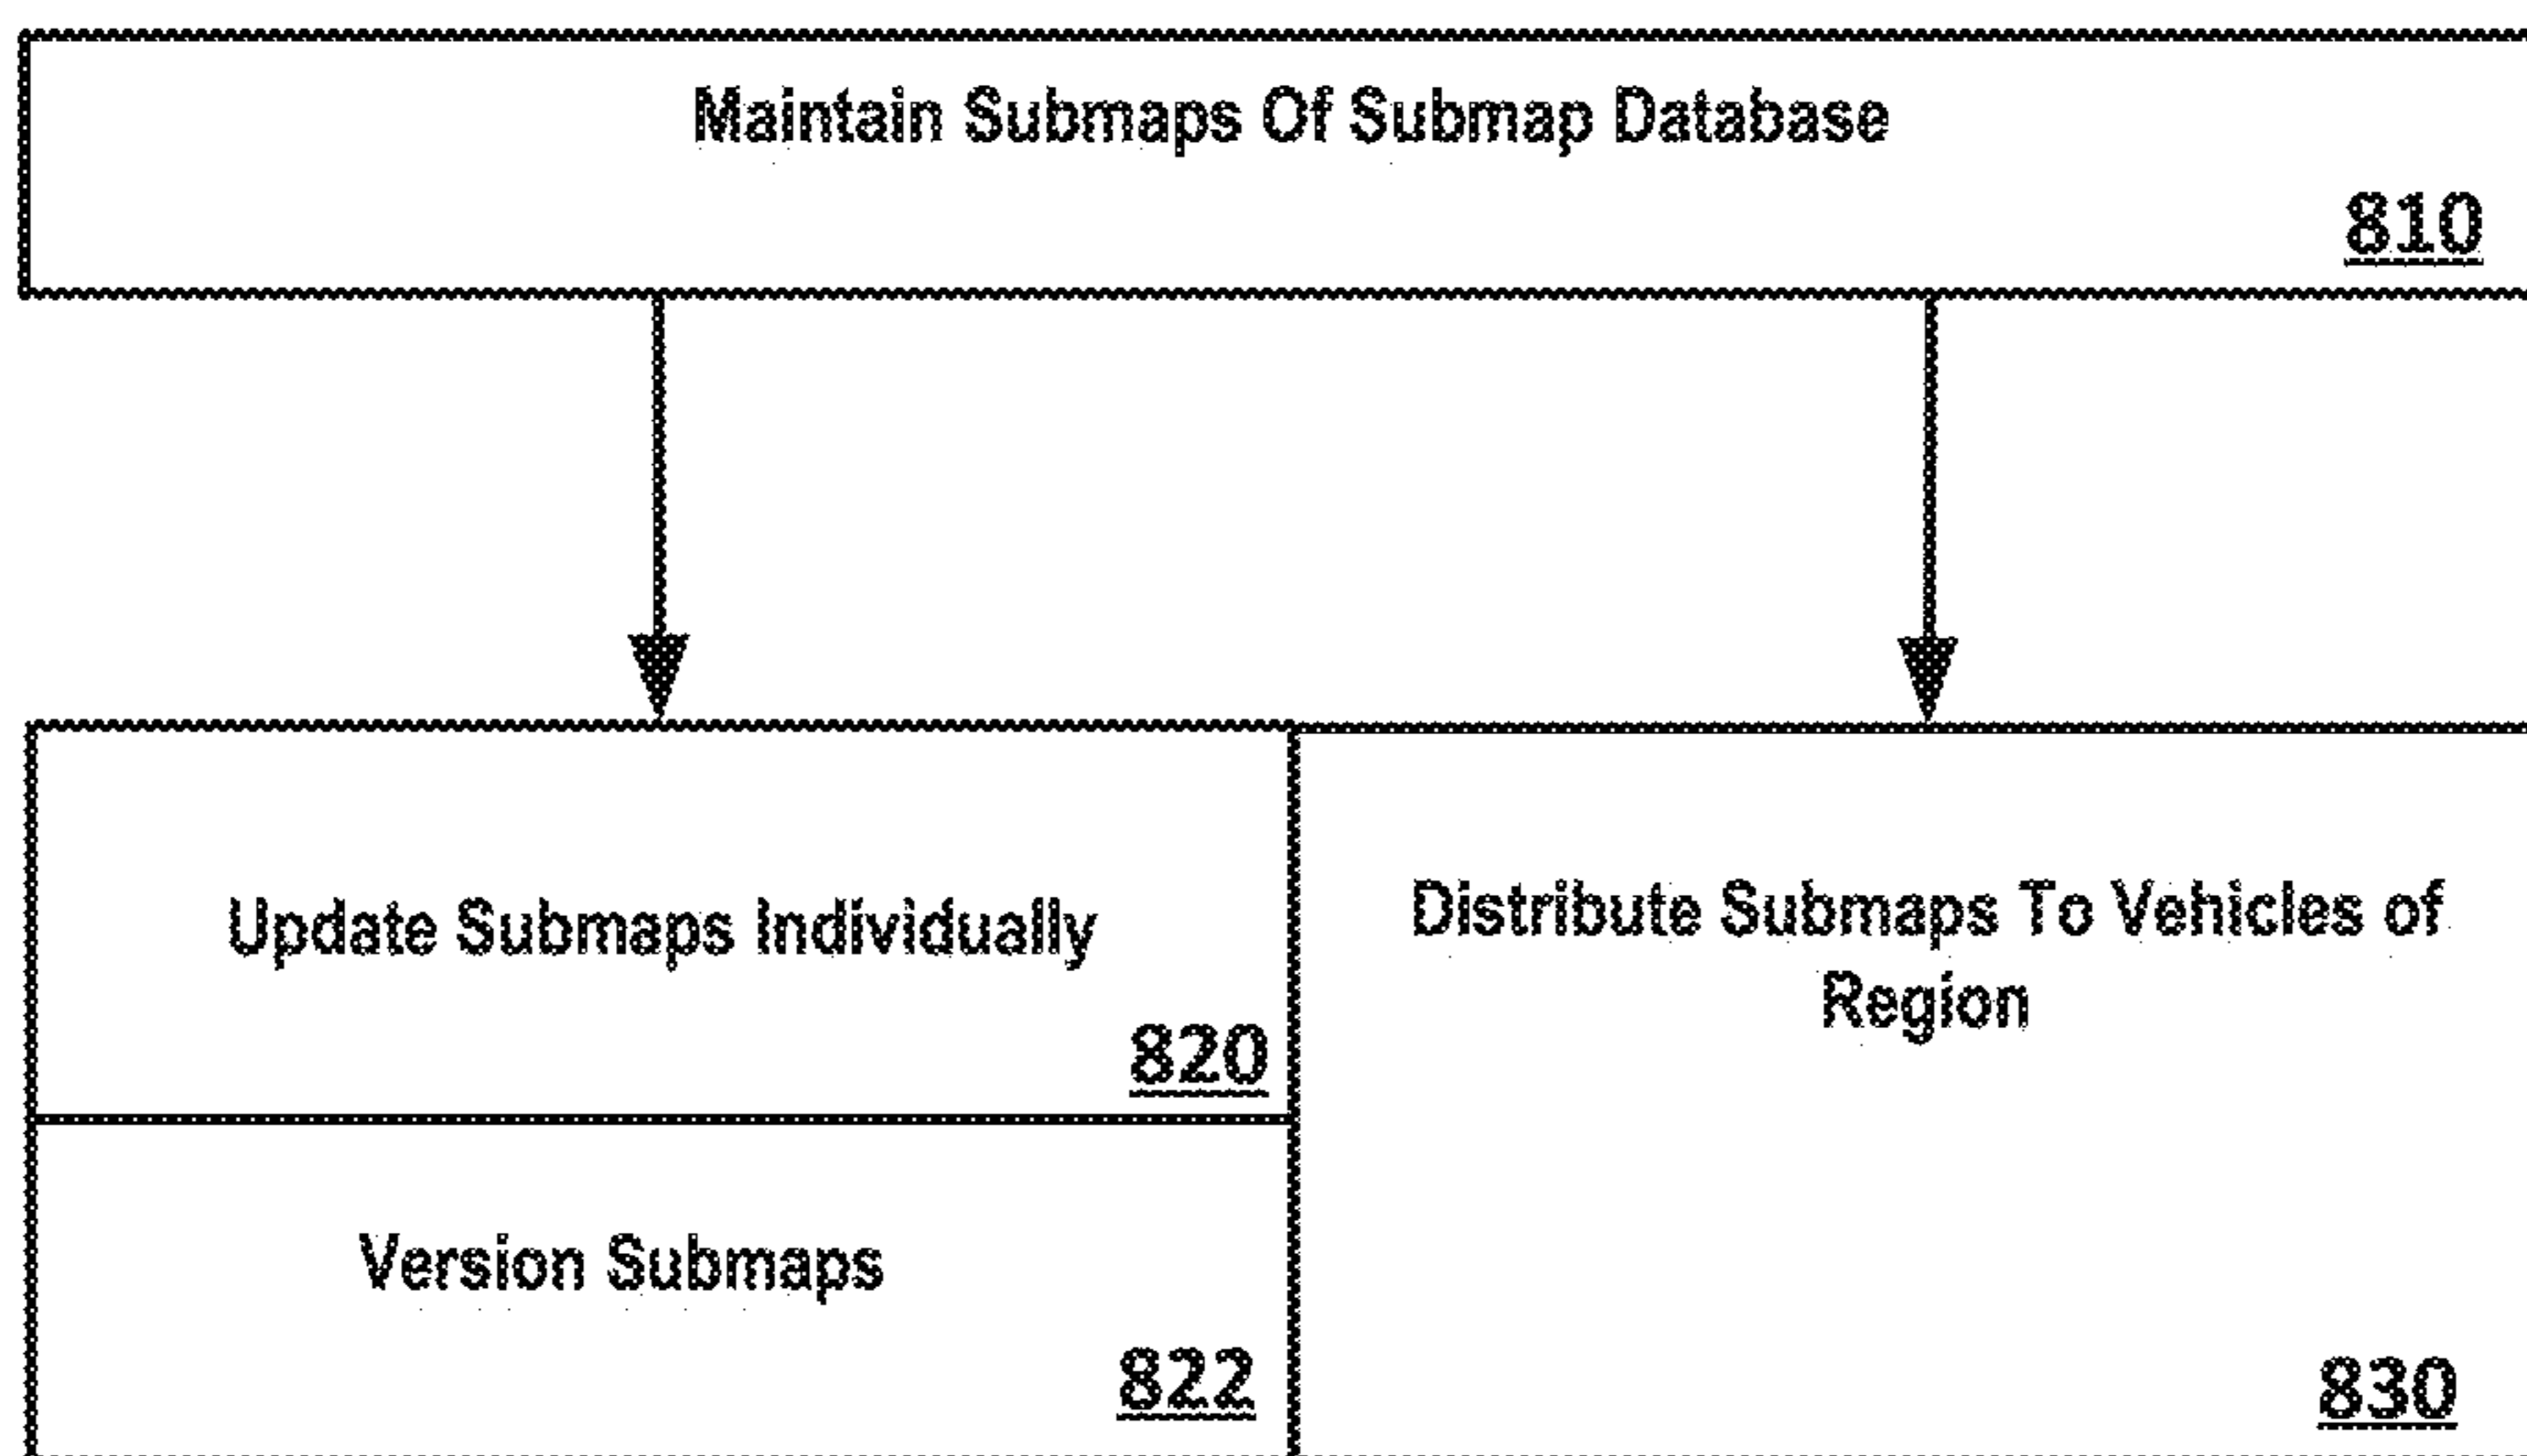 Maintain Submaps Of Submap Database
810
Update Submaps Individually
820
Version Submaps
822
Distribute Submaps To Vehicles of
Region
830